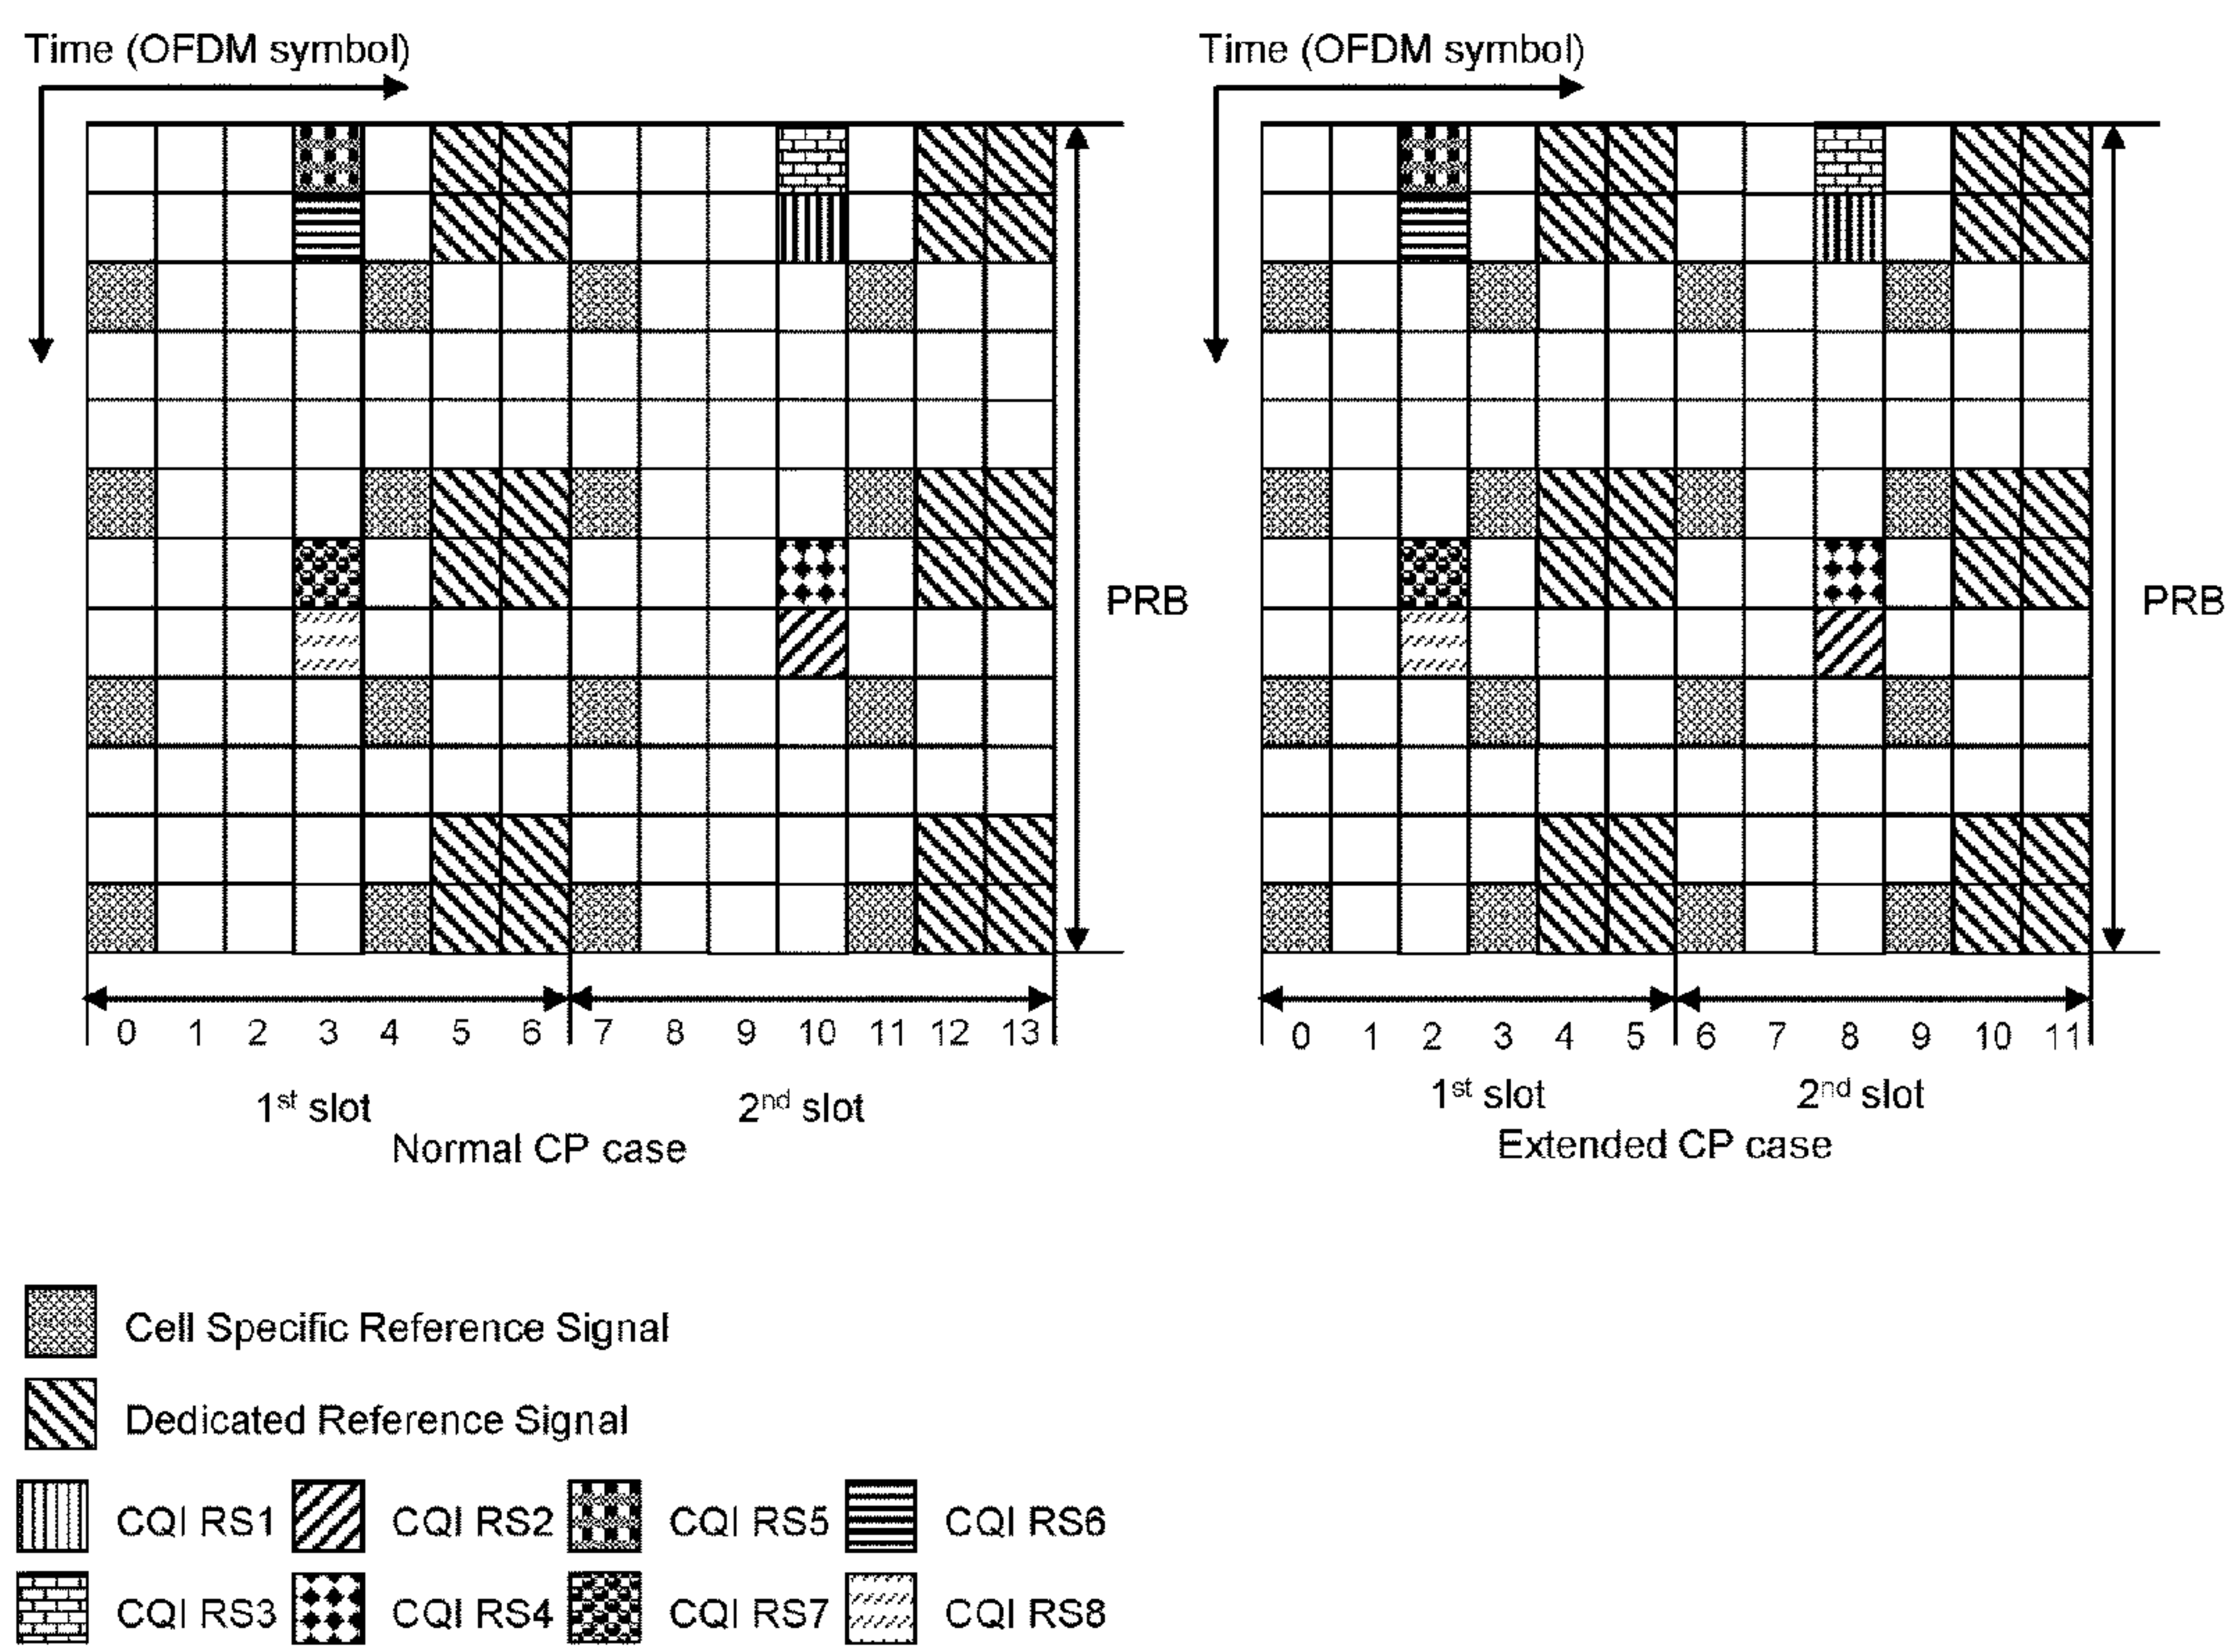 Time (OFDM symbol) Time (OFDM symbol)
PRB PRB
0 1 2 3 4 5 6 7 8 9 10 11 12 13 0 1 2 3 4 5 6 7 8 9 10 11
1st slot 2nd slot 1st slot 2nd slot
Normal CP case Extended CP case
Cell Specific Reference Signal
Dedicated Reference Signal
CQI RS1 CQI RS2 CQI RS5 CQI RS6
CQI RS3 CQI RS4 CQI RS7 CQI RS8